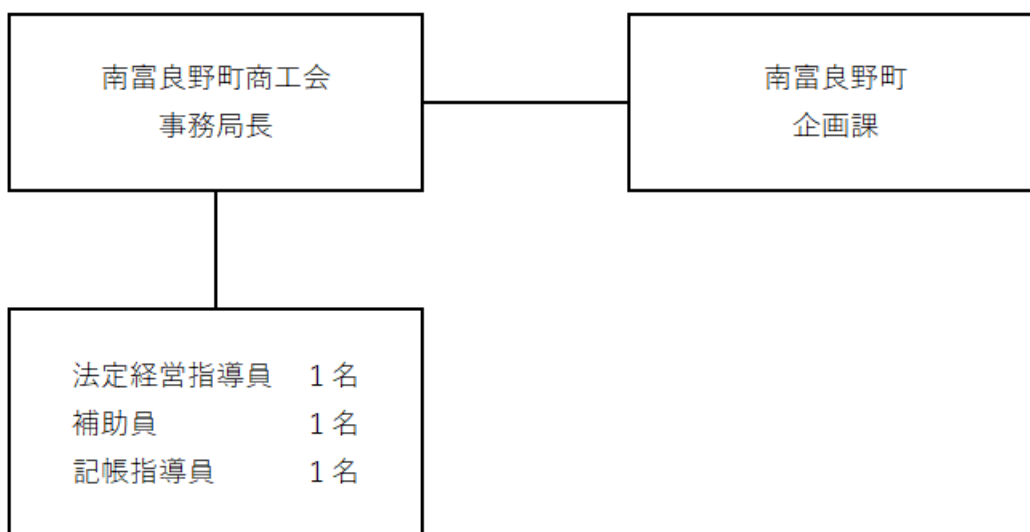 南富良野町商工会
事務局長
南富良野町
企画課
法定経営指導員　１名
補助員　１名
記帳指導員　１名